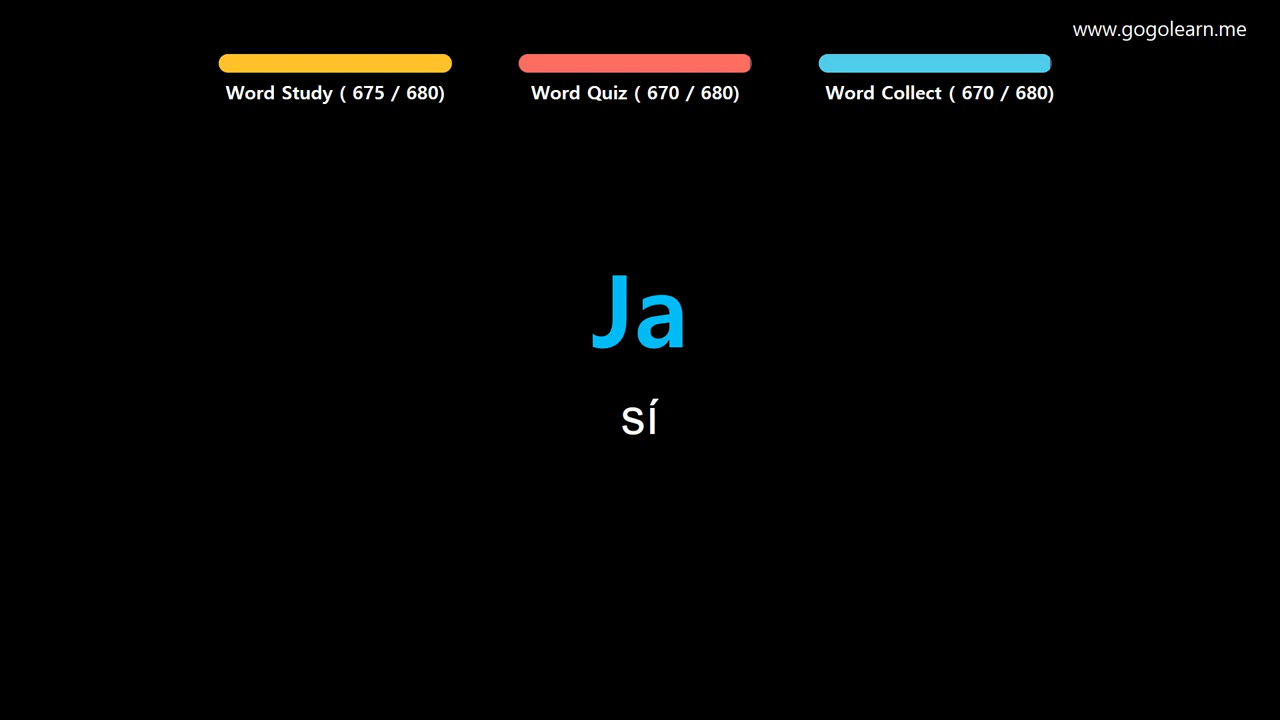 www.gogolearn.me
Word Study ( 675 / 680)
Word Quiz ( 670 / 680)
Word Collect ( 670 / 680)
Ja
sí